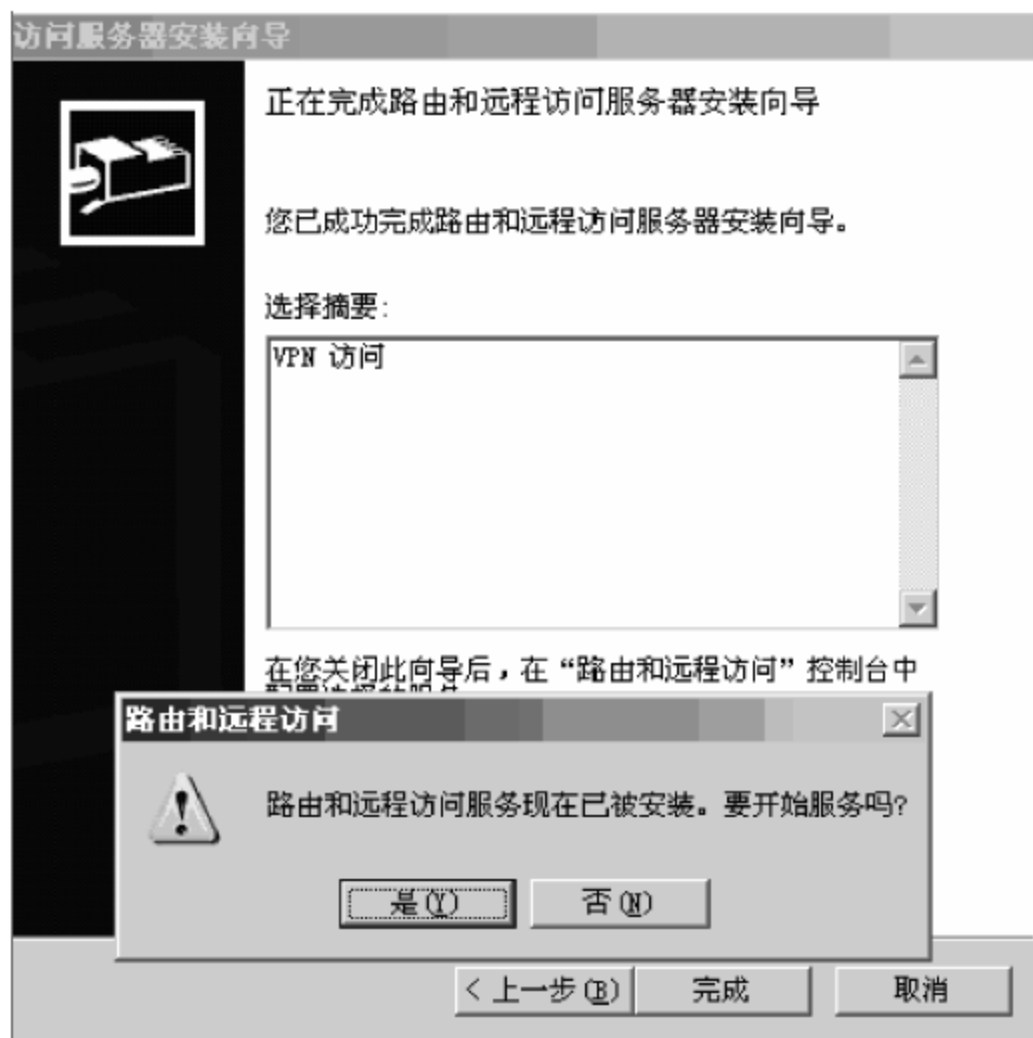 访问服务器安装向导
正在完成路由和远程访问服务器安装向导
您已成功完成路由和远程访问服务器安装向导。
选择摘要:
VPN 访问
在您关闭此向导后，在“路由和远程访问”控制台中
路由和远程访问
路由和远程访问服务现在已被安装。要开始服务吗?
是(Y)
否(N)
< 上一步(B)
完成
取消